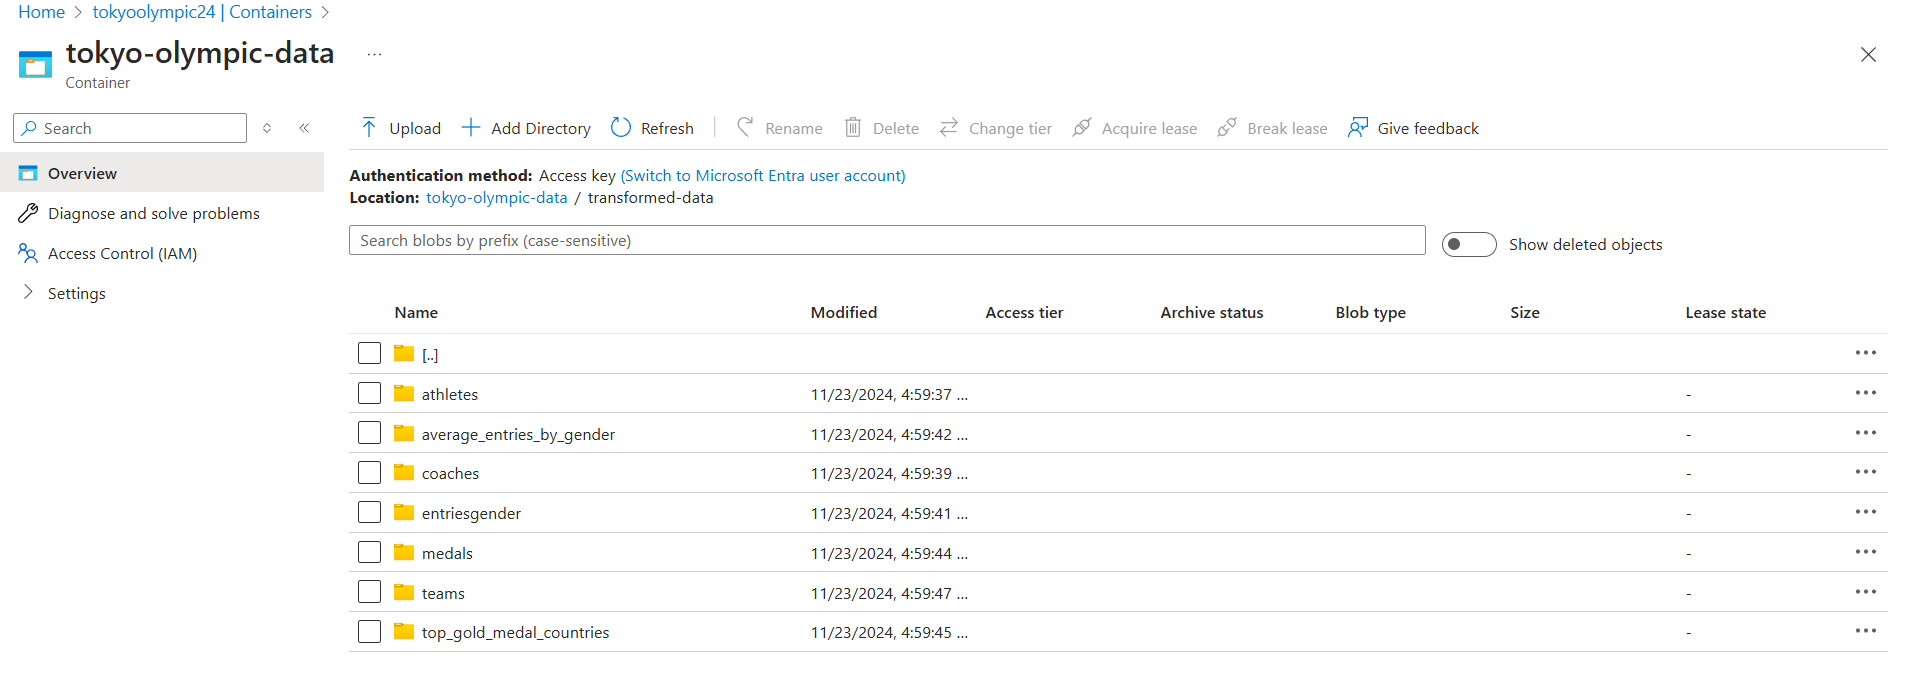 Home > tokyoolympic24 | Containers >
tokyo-olympic-data ...
Container
Search
Overview
Diagnose and solve problems
Access Control (IAM)
Settings
Upload Add Directory Refresh Rename Delete Change tier Acquire lease Break lease Give feedback
Authentication method: Access key (Switch to Microsoft Entra user account)
Location: tokyo-olympic-data / transformed-data
Search blobs by prefix (case-sensitive)
Show deleted objects
Name Modified Access tier Archive status Blob type Size Lease state
[..]
athletes 11/23/2024, 4:59:37 ... -
average_entries_by_gender 11/23/2024, 4:59:42 ... -
coaches 11/23/2024, 4:59:39 ... -
entriesgender 11/23/2024, 4:59:41 ... -
medals 11/23/2024, 4:59:44 ... -
teams 11/23/2024, 4:59:47 ... -
top_gold_medal_countries 11/23/2024, 4:59:45 ... -